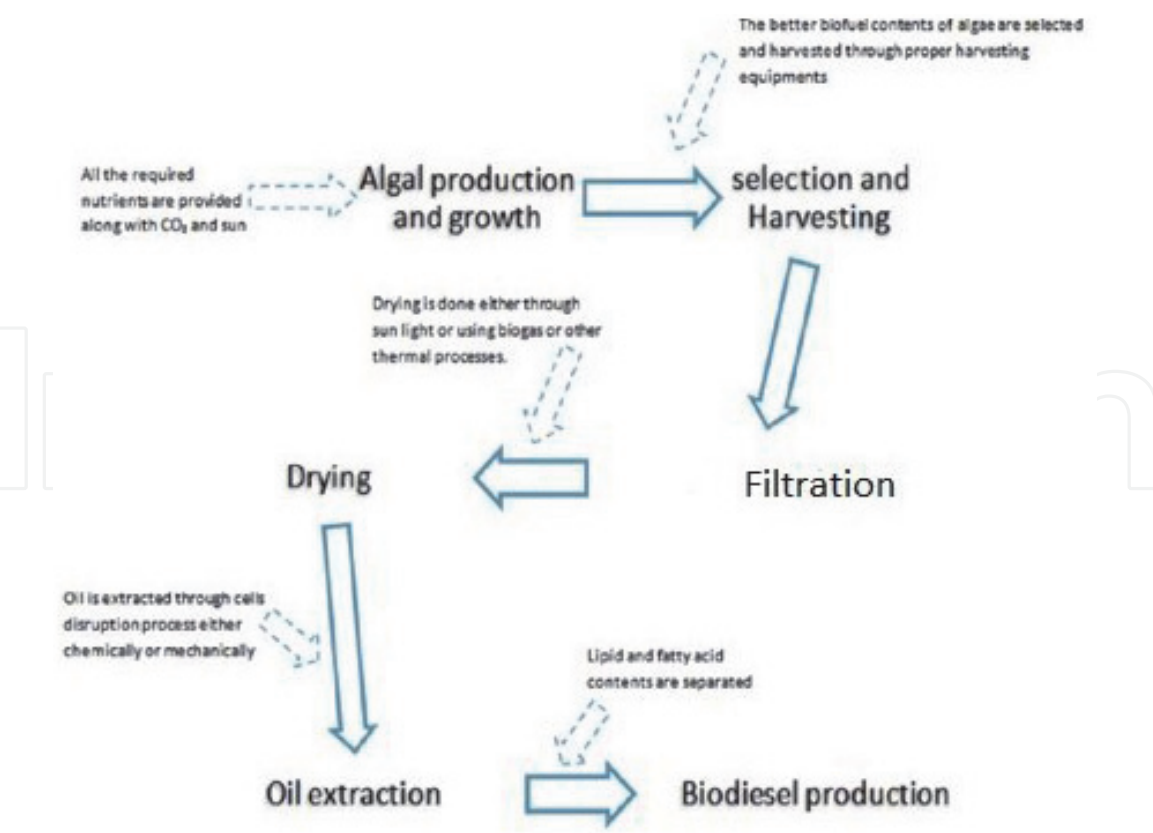 The better biofuel contents of algae are selected
and harvested through proper harvesting
equipments
All the required
nutrients are provided
along with CO₂ and sun
Algal production
and growth
selection and
Harvesting
Drying is done either through
sun light or using biogas or other
thermal processes.
Drying
Filtration
Oil is extracted through cells
disruption process either
chemically or mechanically
Lipid and fatty acid
contents are separated
Oil extraction
Biodiesel production